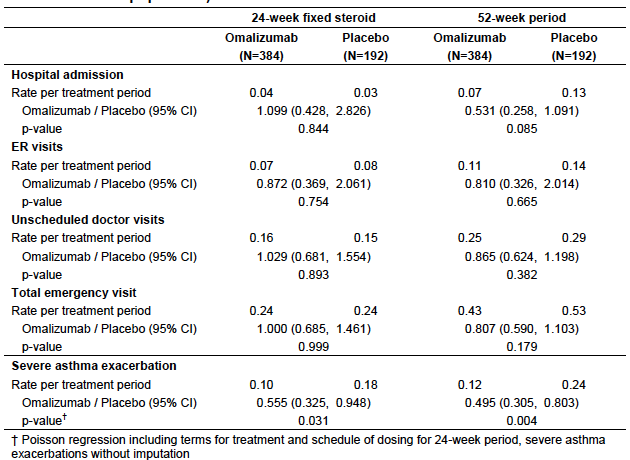 24-week fixed steroid 52-week period
Omalizumab Placebo Omalizumab Placebo
(N=384) (N=192) (N=384) (N=192)
Hospital admission
Rate per treatment period 0.04 0.03 0.07 0.13
Omalizumab / Placebo (95% CI) 1.099 (0.428, 2.826) 0.531 (0.258, 1.091)
p-value 0.844 0.085
ER visits
Rate per treatment period 0.07 0.08 0.11 0.14
Omalizumab / Placebo (95% CI) 0.872 (0.369, 2.061) 0.810 (0.326, 2.014)
p-value 0.754 0.665
Unscheduled doctor visits
Rate per treatment period 0.16 0.15 0.25 0.29
Omalizumab / Placebo (95% CI) 1.029 (0.681, 1.554) 0.865 (0.624, 1.198)
p-value 0.893 0.382
Total emergency visit
Rate per treatment period 0.24 0.24 0.43 0.53
Omalizumab / Placebo (95% CI) 1.000 (0.685, 1.461) 0.807 (0.590, 1.103)
p-value 0.999 0.179
Severe asthma exacerbation
Rate per treatment period 0.10 0.18 0.12 0.24
Omalizumab / Placebo (95% CI) 0.555 (0.325, 0.948) 0.495 (0.305, 0.803)
p-value† 0.031 0.004
† Poisson regression including terms for treatment and schedule of dosing for 24-week period, severe asthma
exacerbations without imputation